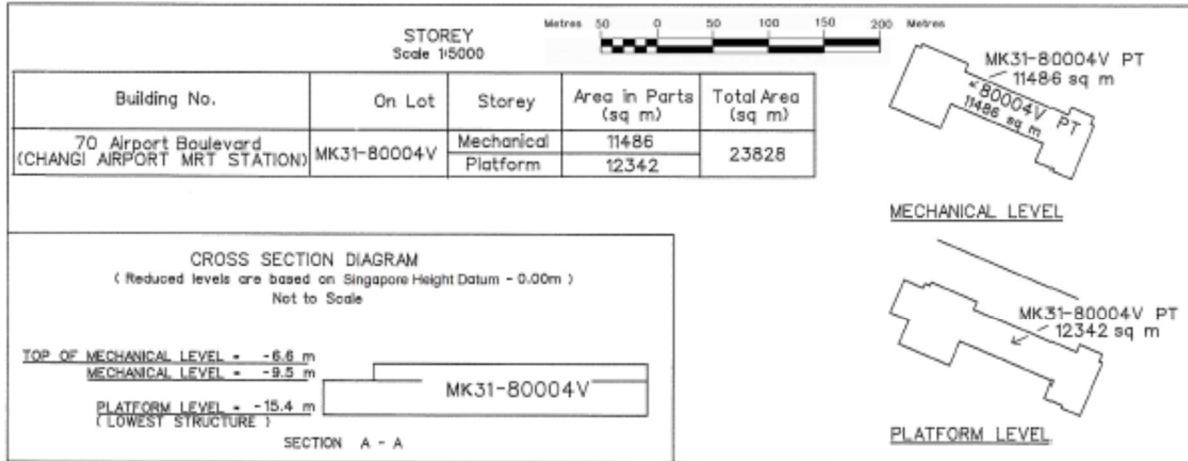 STOREY
Scale 1:5000
Metres 50 0 50 100 150 200 Metres
Building No. On Lot Storey Area in Parts (sq m) Total Area (sq m)
70 Airport Boulevard
(CHANGI AIRPORT MRT STATION) MK31-80004V Mechanical 11486 23828
Platform 12342
MK31-80004V PT
11486 sq m
80004V PT
11486 sq m
MECHANICAL LEVEL
MK31-80004V PT
12342 sq m
PLATFORM LEVEL
CROSS SECTION DIAGRAM
( Reduced levels are based on Singapore Height Datum - 0.00m )
Not to Scale
TOP OF MECHANICAL LEVEL = -6.6 m
MECHANICAL LEVEL = -9.5 m
MK31-80004V
PLATFORM LEVEL = -15.4 m
( LOWEST STRUCTURE )
SECTION A - A